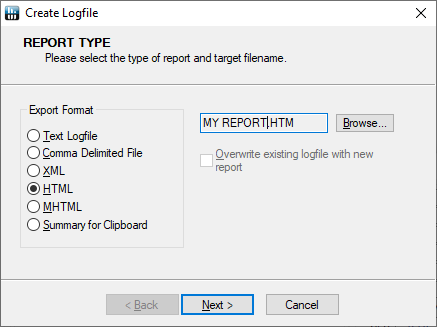 Create Logfile
REPORT TYPE
Please select the type of report and target filename.
Export Format
Text Logfile
Comma Delimited File
XML
HTML
MHTML
Summary for Clipboard
MY REPORT.HTM
Browse...
Overwrite existing logfile with new
report
< Back
Next >
Cancel